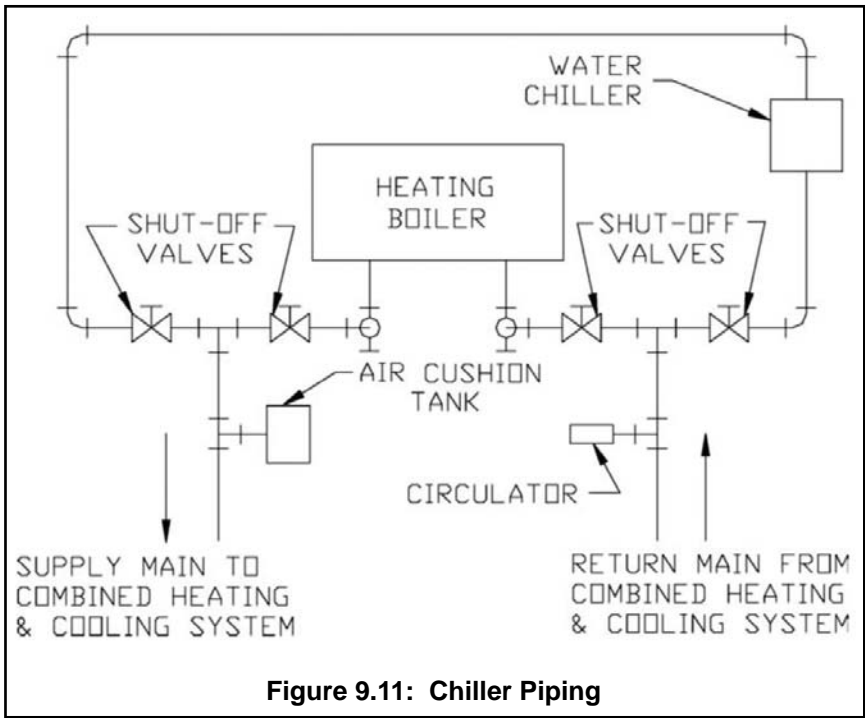 WATER
CHILLER
HEATING
BOILER
SHUT-OFF
VALVES
SHUT-OFF
VALVES
AIR CUSHION
TANK
CIRCULATOR
SUPPLY MAIN TO
COMBINED HEATING
& COOLING SYSTEM
RETURN MAIN FROM
COMBINED HEATING
& COOLING SYSTEM
Figure 9.11: Chiller Piping